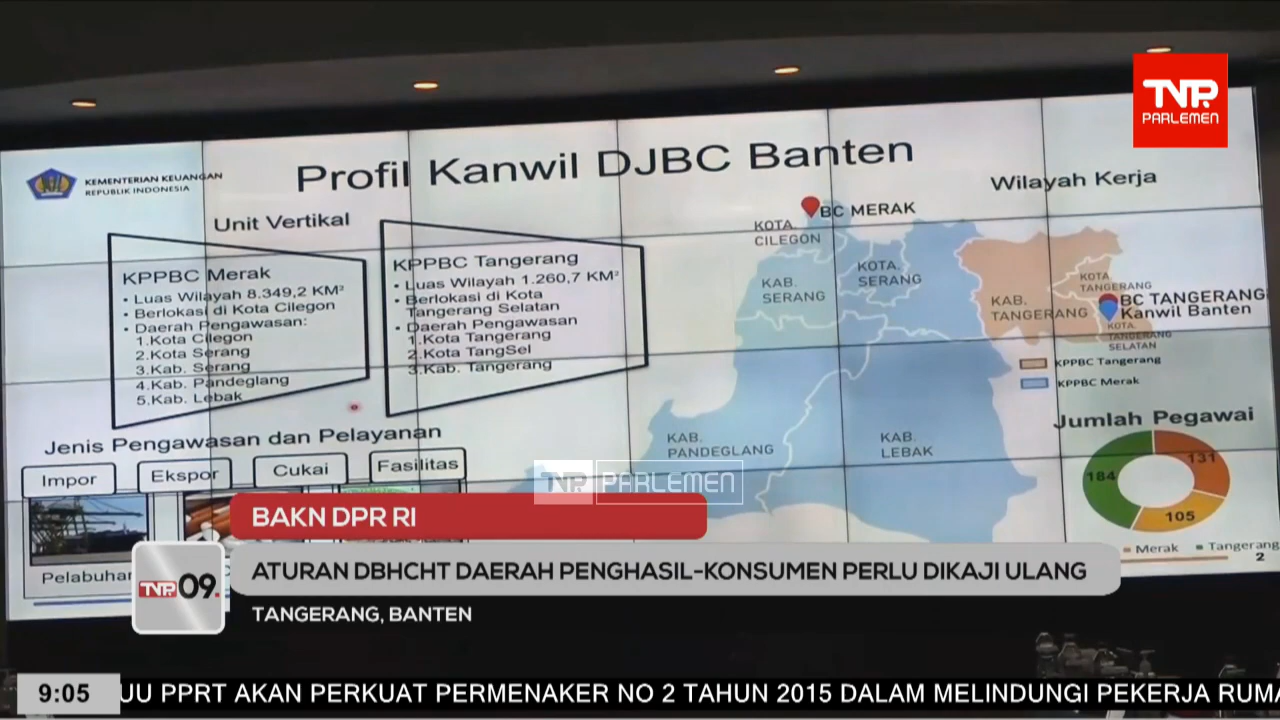 TVP.
PARLEMEN
KEMENTERIAN KEUANGAN
REPUBLIK INDONESIA
Profil Kanwil DJBC Banten
Unit Vertikal
KPPBC Merak
• Luas Wilayah 8.349,2 KM²
• Berlokasi di Kota Cilegon
• Daerah Pengawasan:
1.Kota Cilegon
2.Kota Serang
3.Kab. Serang
4.Kab. Pandeglang
5.Kab. Lebak
KPPBC Tangerang
• Luas Wilayah 1.260,7 KM²
• Berlokasi di Kota
Tangerang Selatan
• Daerah Pengawasan
1.Kota Tangerang
2.Kota TangSel
3.Kab. Tangerang
Wilayah Kerja
BC MERAK
KOTA.
CILEGON
KAB.
SERANG
KOTA.
SERANG
KAB.
TANGERANG
KOTA.
TANGERANG
BC TANGERANG
Kanwil Banten
KOTA.
TANGERANG
SELATAN
KPPBC Tangerang
KPPBC Merak
KAB.
PANDEGLANG
KAB.
LEBAK
Jumlah Pegawai
184
131
105
Merak Tangerang
2
Jenis Pengawasan dan Pelayanan
Impor
Ekspor
Cukai
Fasilitas
Pelabuhan
TVP. PARLEMEN
BAKN DPR RI
TVP. 09.
ATURAN DBHCHT DAERAH PENGHASIL-KONSUMEN PERLU DIKAJI ULANG
TANGERANG, BANTEN
9:05
UU PPRT AKAN PERKUAT PERMENAKER NO 2 TAHUN 2015 DALAM MELINDUNGI PEKERJA RUMA